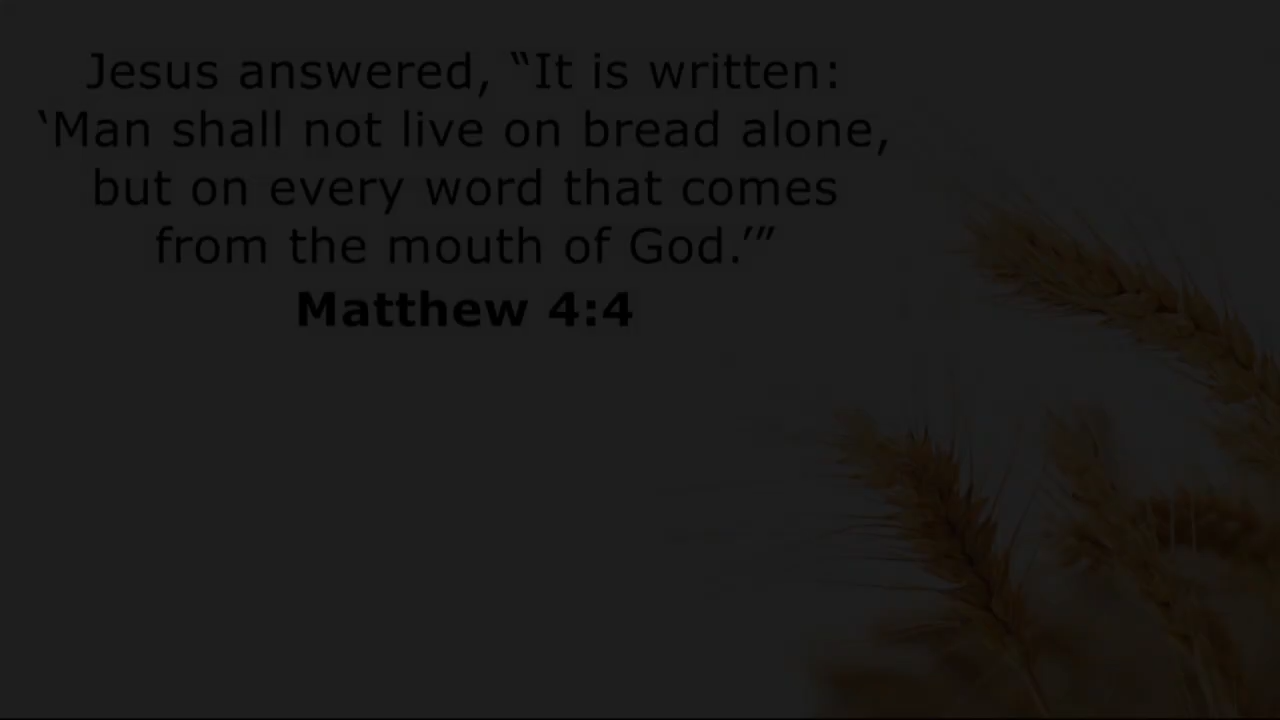 Jesus answered, “It is written:
‘Man shall not live on bread alone,
but on every word that comes
from the mouth of God.’”
Matthew 4:4